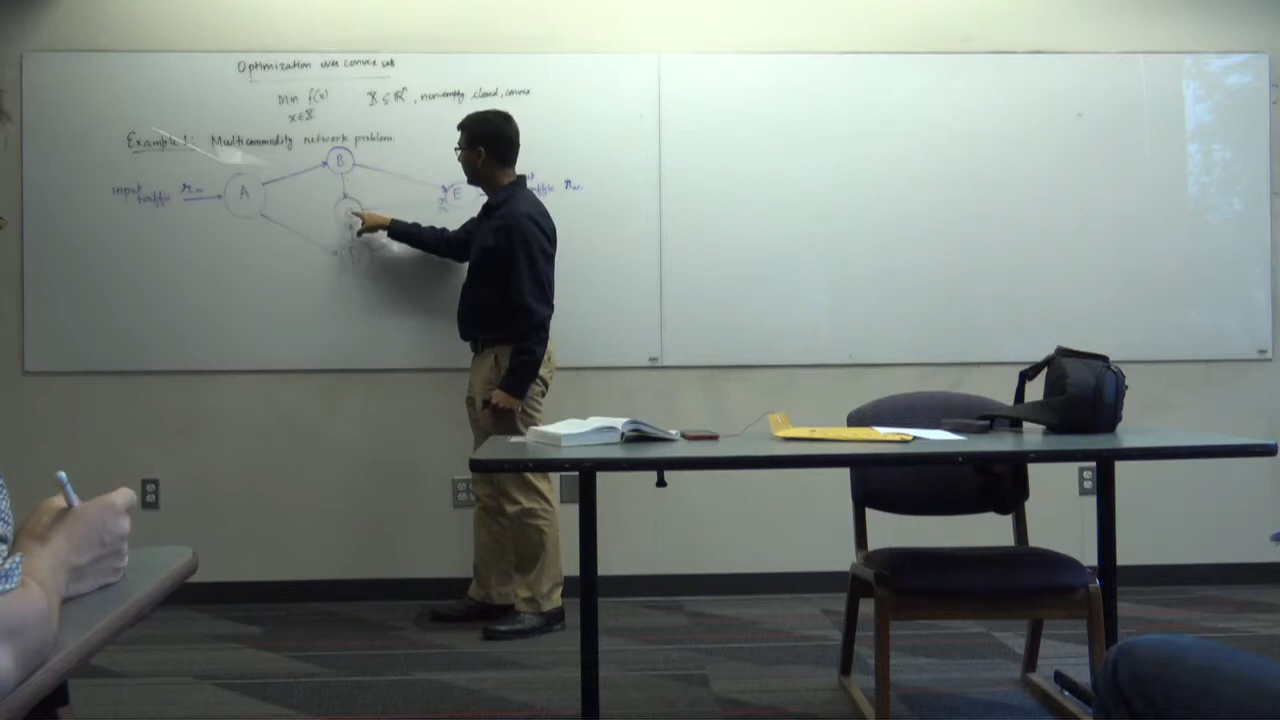 Optimization over convex sets
min f(x) X ⊆ ℝⁿ, nonempty closed, convex
x∈X
Example 1: Multicommodity network problem
B
input
traffic
A
E